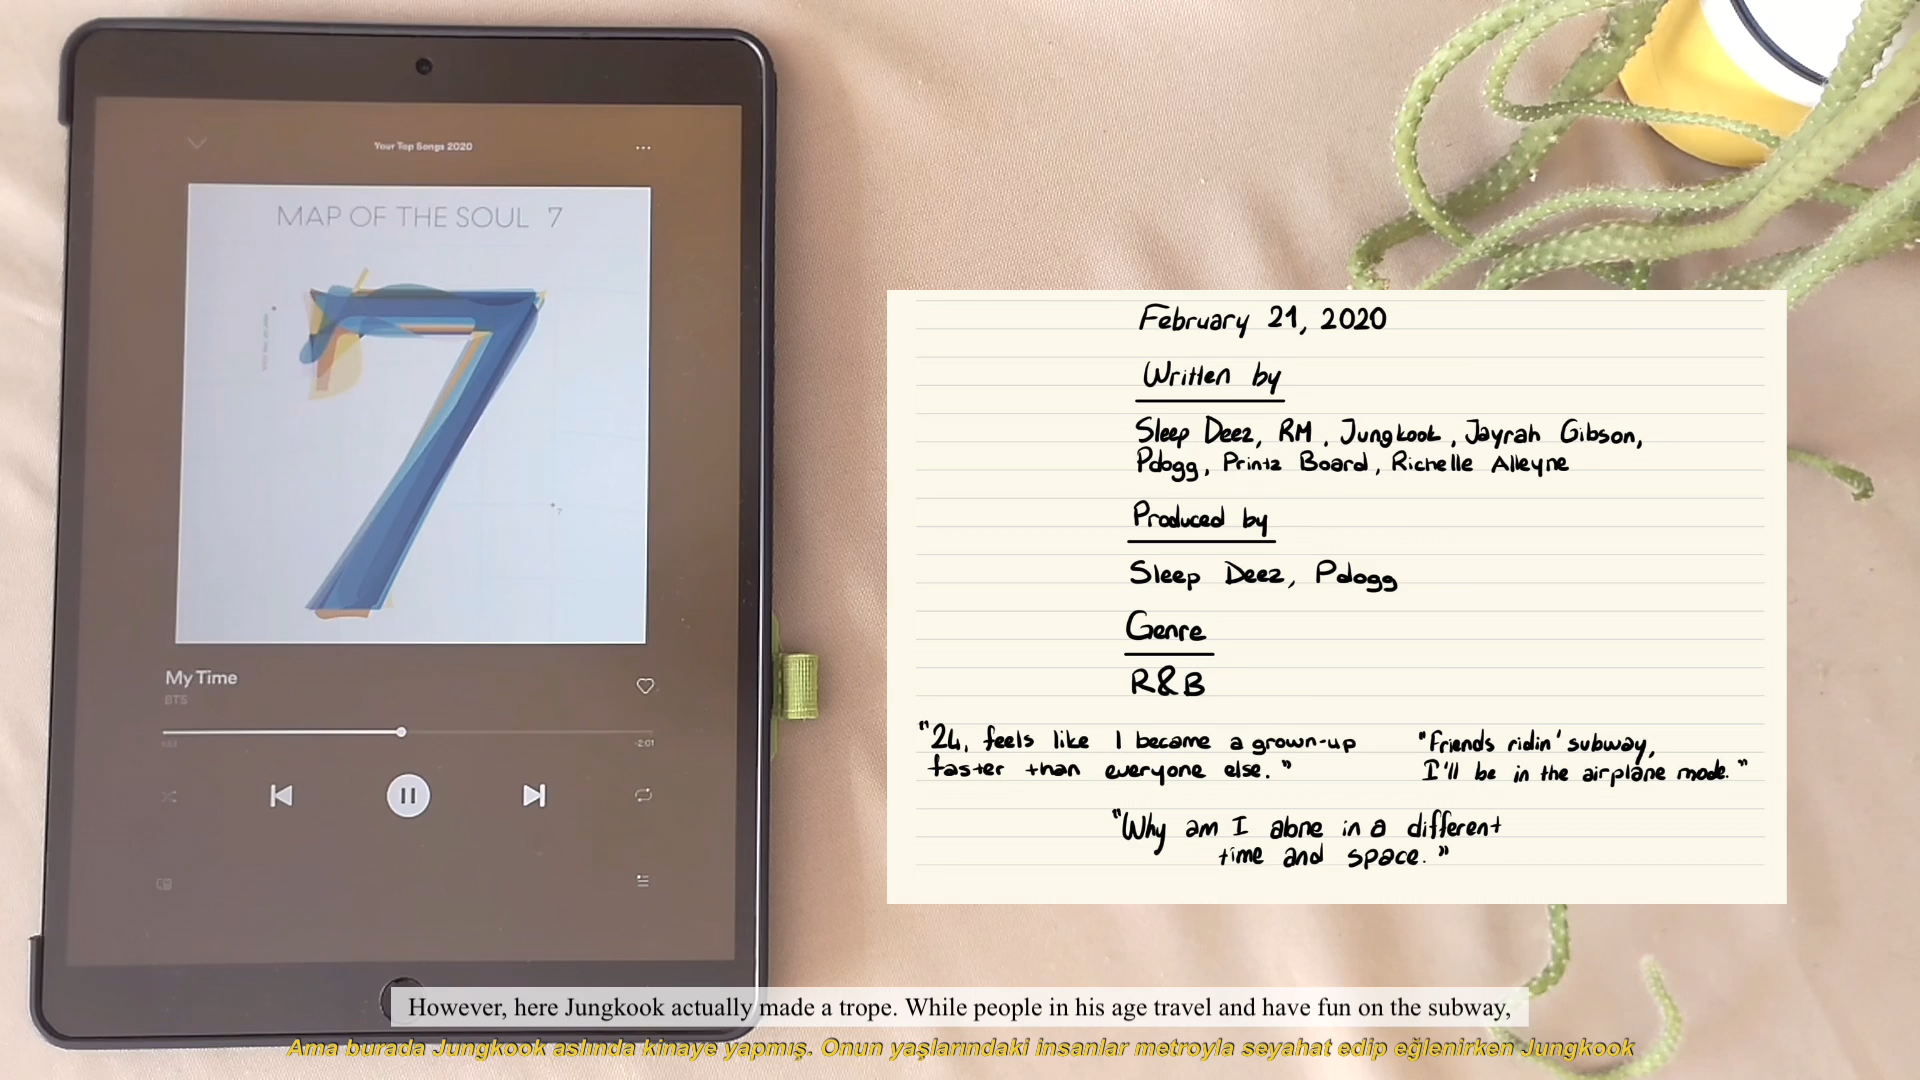 Your Top Songs 2020
MAP OF THE SOUL 7
7
My Time
BTS
-2:01
February 21, 2020
Written by
Sleep Deez, RM, Jungkook, Jayrah Gibson,
Pdogg, Printz Board, Richelle Alleyne
Produced by
Sleep Deez, Pdogg
Genre
R&B
"24, feels like I became a grown-up
faster than everyone else."
"Friends ridin' subway,
I'll be in the airplane mode."
"Why am I alone in a different
time and space."
However, here Jungkook actually made a trope. While people in his age travel and have fun on the subway,
Ama burada Jungkook aslında kinaye yapmış. Onun yaşlarındaki insanlar metroyla seyahat edip eğlenirken Jungkook